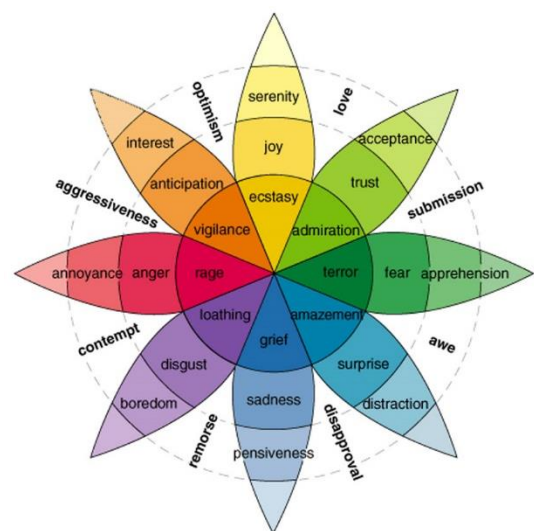 serenity
joy
ecstasy
love
acceptance
trust
admiration
submission
terror
fear
apprehension
awe
amazement
surprise
distraction
disapproval
grief
sadness
pensiveness
remorse
loathing
disgust
boredom
contempt
rage
anger
annoyance
aggressiveness
vigilance
anticipation
interest
optimism